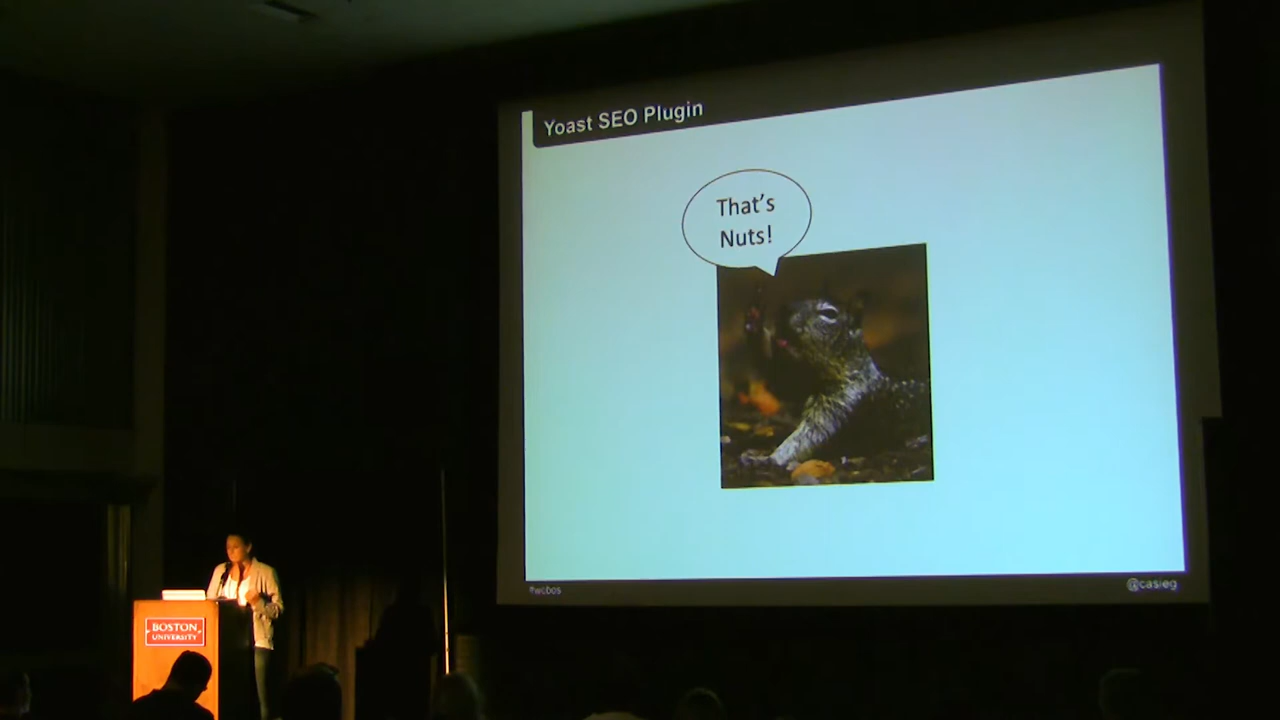 Yoast SEO Plugin
That's
Nuts!
#wcbos
@casieg
BOSTON
UNIVERSITY